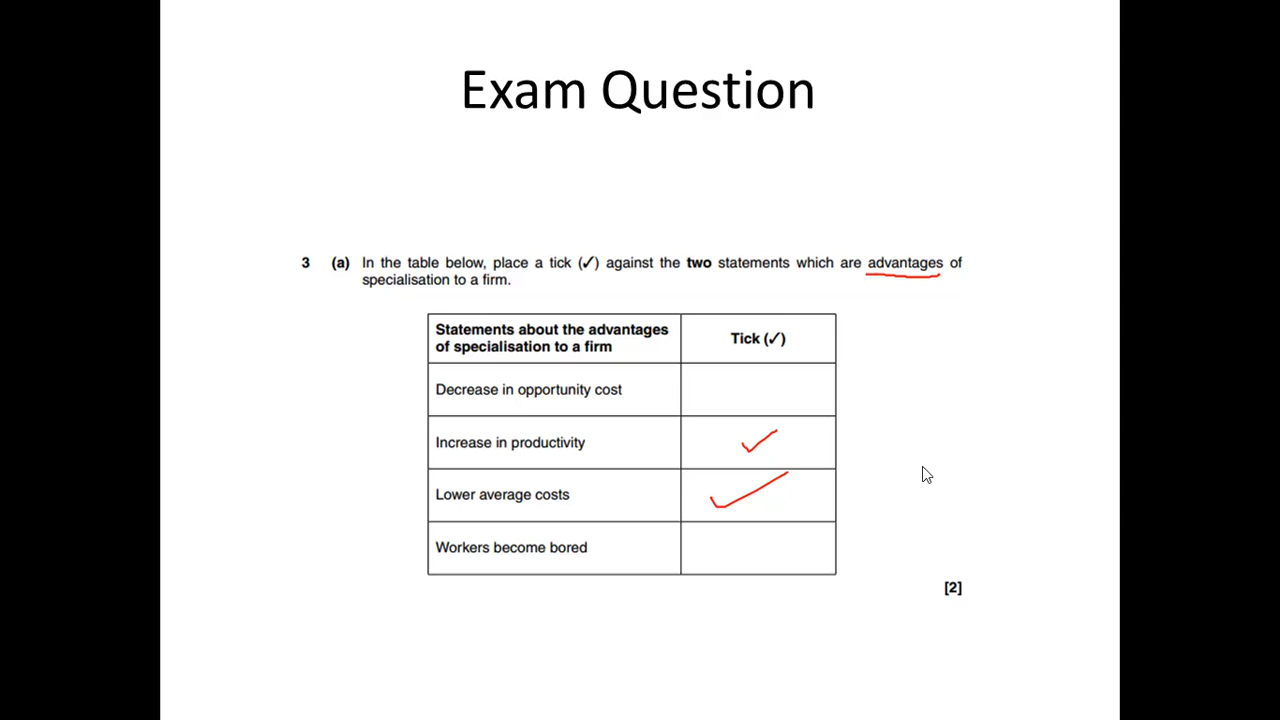 Exam Question
3 (a) In the table below, place a tick (✓) against the two statements which are advantages of
specialisation to a firm.
Statements about the advantages
of specialisation to a firm
Tick (✓)
Decrease in opportunity cost
Increase in productivity ✓
Lower average costs ✓
Workers become bored
[2]